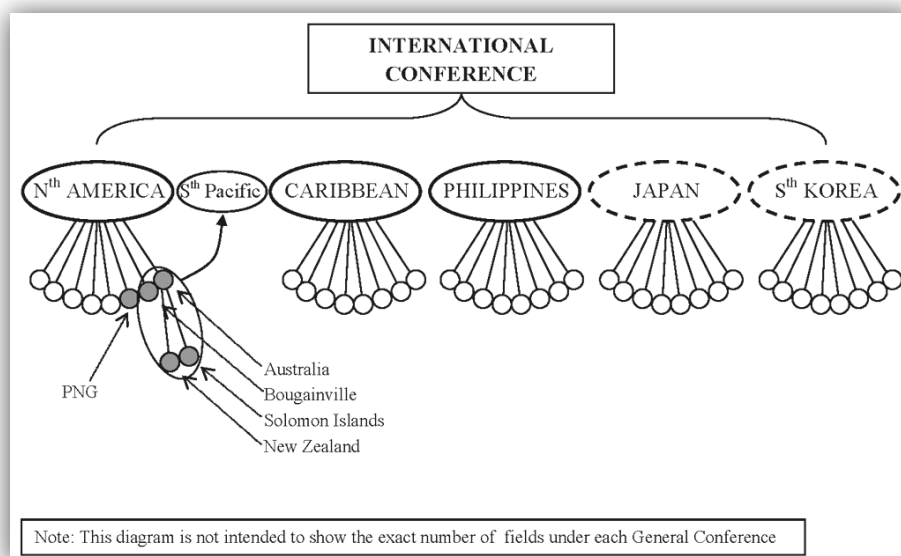 INTERNATIONAL
CONFERENCE
Nth AMERICA
Sth Pacific
CARIBBEAN
PHILIPPINES
JAPAN
Sth KOREA
PNG
Australia
Bougainville
Solomon Islands
New Zealand
Note: This diagram is not intended to show the exact number of fields under each General Conference